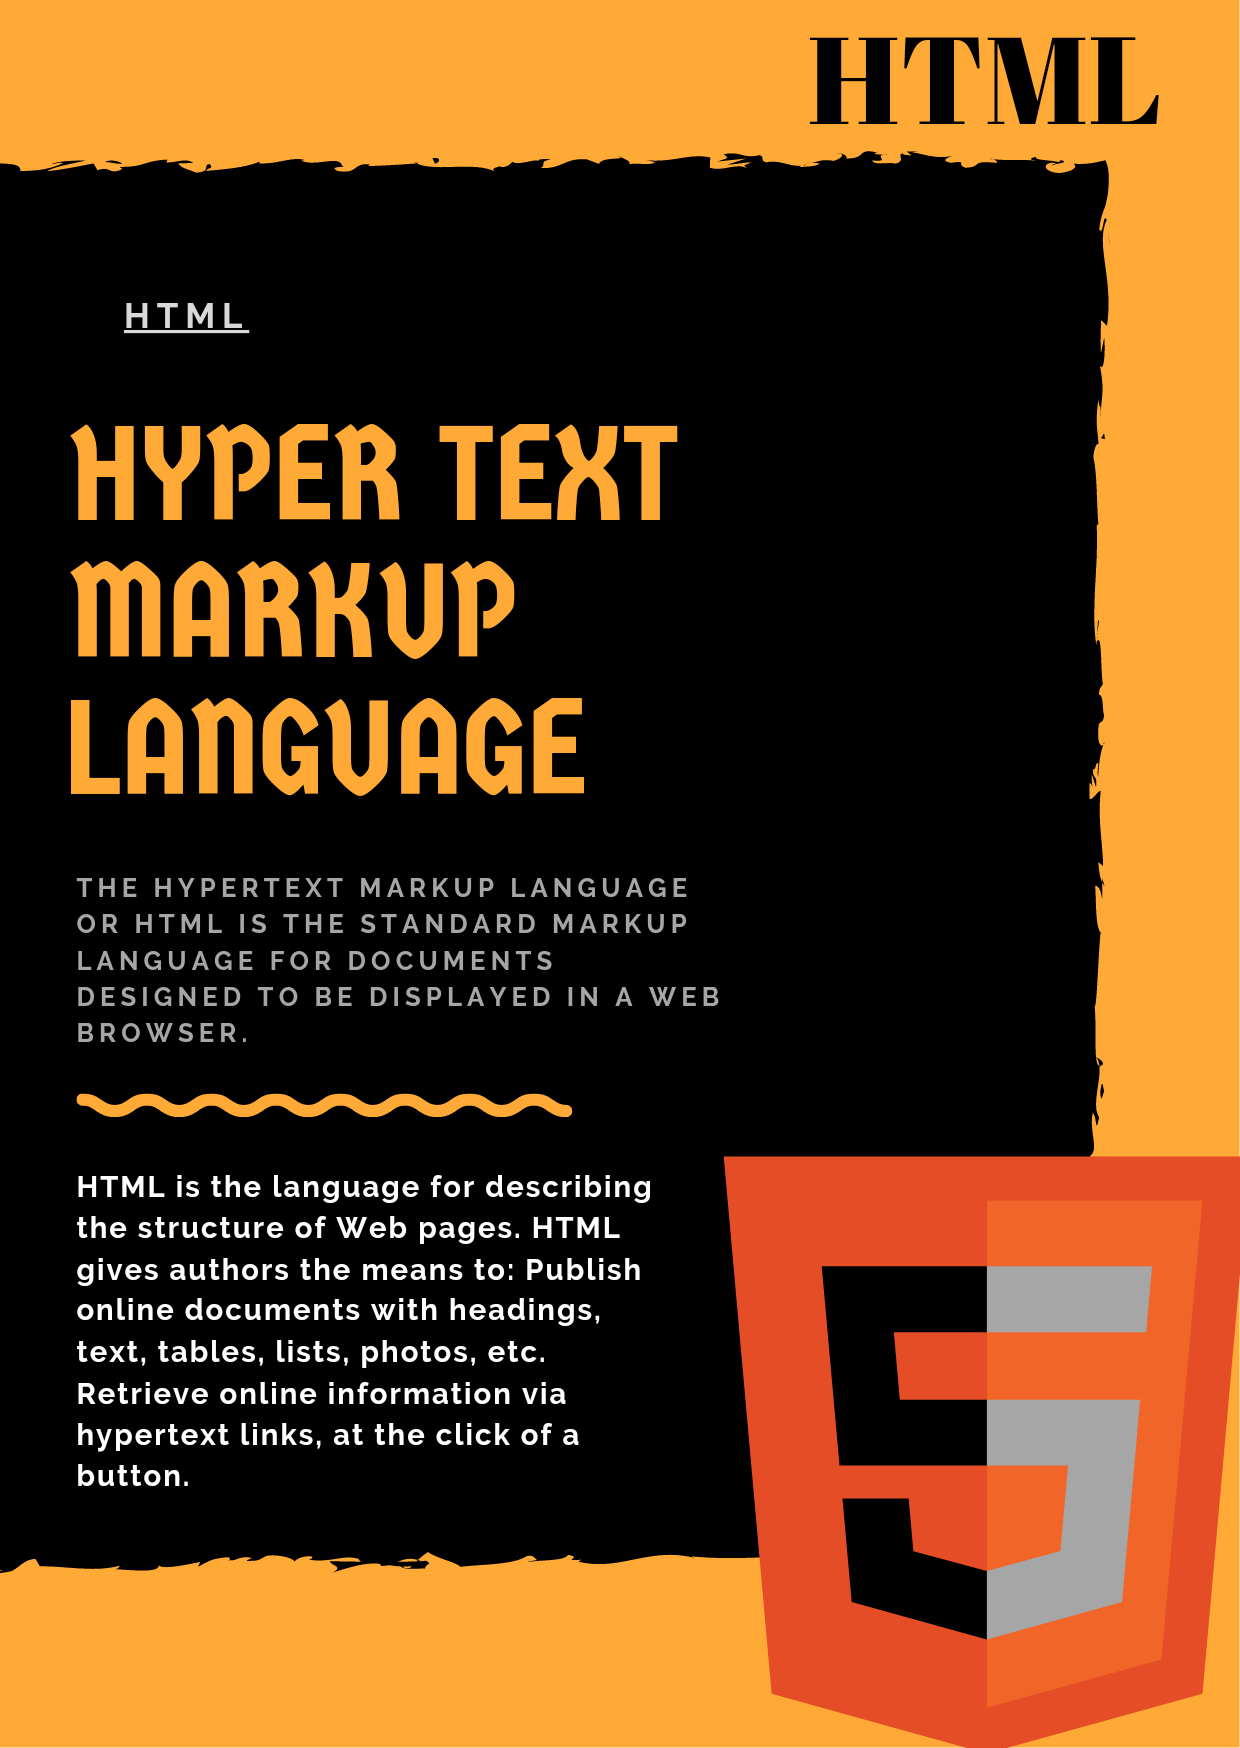 HTML
HTML
HYPER TEXT
MARKUP
LANGUAGE
THE HYPERTEXT MARKUP LANGUAGE
OR HTML IS THE STANDARD MARKUP
LANGUAGE FOR DOCUMENTS
DESIGNED TO BE DISPLAYED IN A WEB
BROWSER.
HTML is the language for describing
the structure of Web pages. HTML
gives authors the means to: Publish
online documents with headings,
text, tables, lists, photos, etc.
Retrieve online information via
hypertext links, at the click of a
button.
5